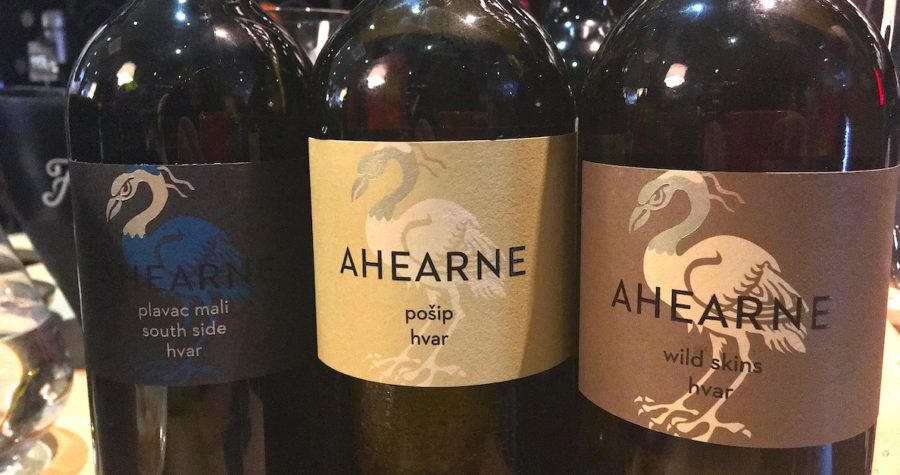 AHEARNE
plavac mali
south side
hvar
AHEARNE
pošip
hvar
AHEARNE
wild skins
hvar